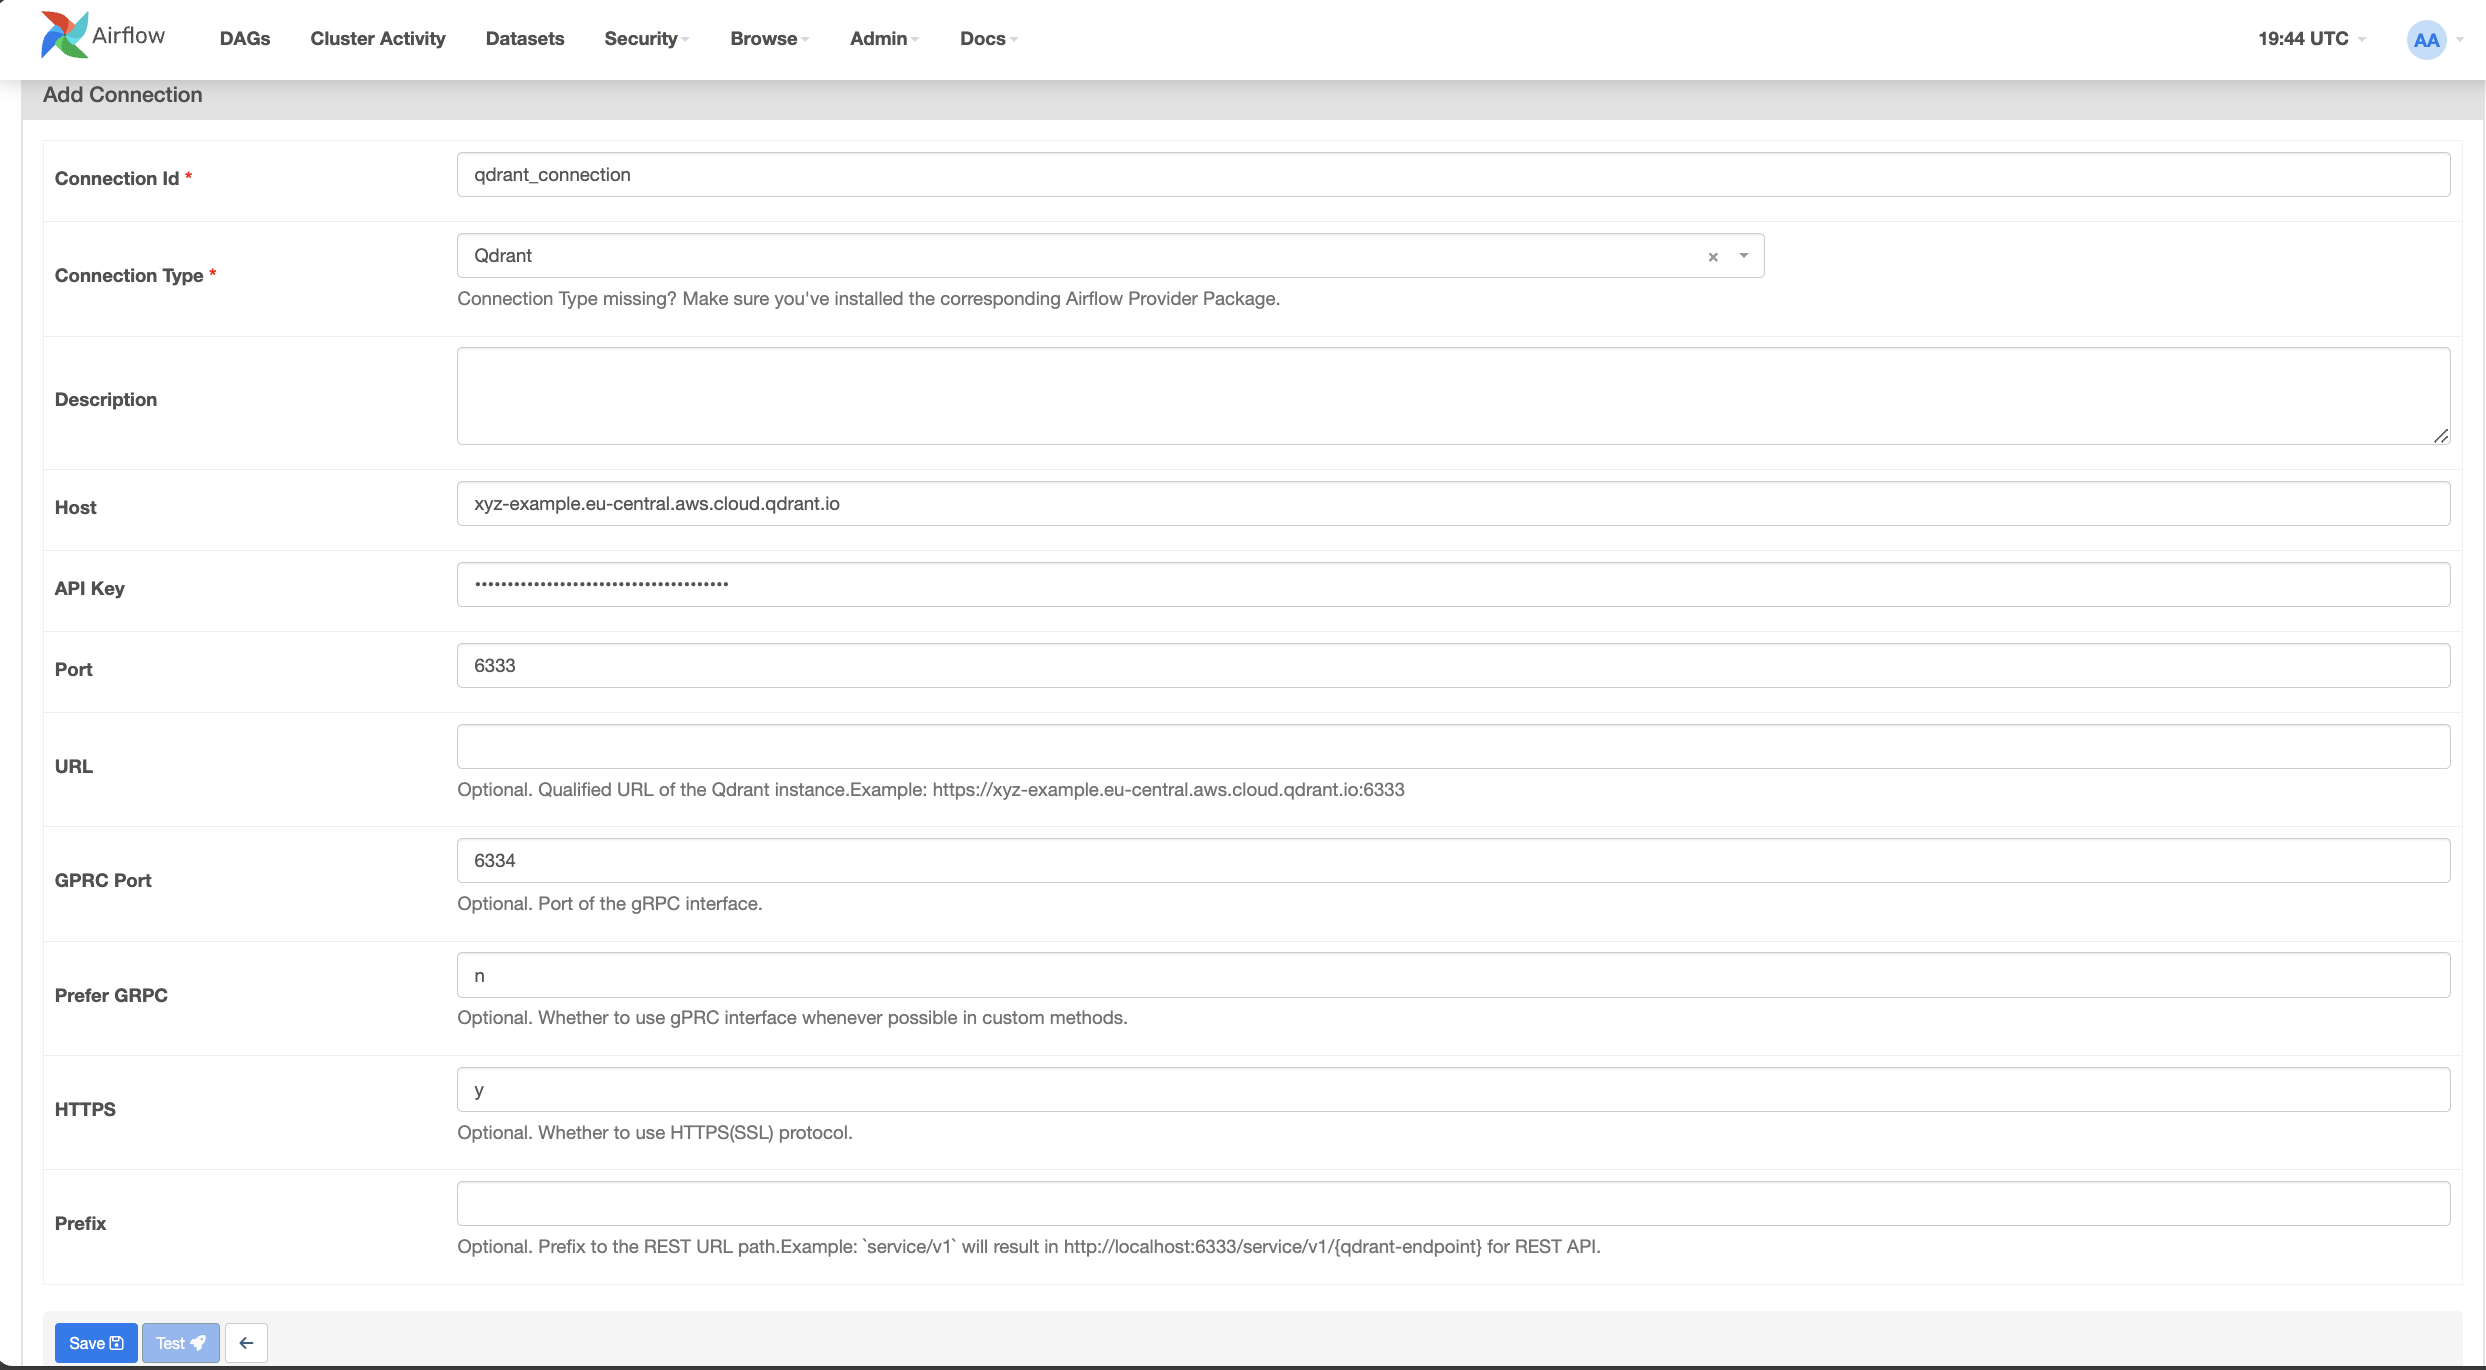 Airflow DAGs Cluster Activity Datasets Security Browse Admin Docs 19:44 UTC AA
Add Connection
Connection Id * qdrant_connection
Connection Type * Qdrant ×
Connection Type missing? Make sure you've installed the corresponding Airflow Provider Package.
Description
Host xyz-example.eu-central.aws.cloud.qdrant.io
API Key •••••••••••••••••••••••••••••••••••••••
Port 6333
URL
Optional. Qualified URL of the Qdrant instance.Example: https://xyz-example.eu-central.aws.cloud.qdrant.io:6333
GPRC Port 6334
Optional. Port of the gRPC interface.
Prefer GRPC n
Optional. Whether to use gPRC interface whenever possible in custom methods.
HTTPS y
Optional. Whether to use HTTPS(SSL) protocol.
Prefix
Optional. Prefix to the REST URL path.Example: `service/v1` will result in http://localhost:6333/service/v1/{qdrant-endpoint} for REST API.
Save Test ←